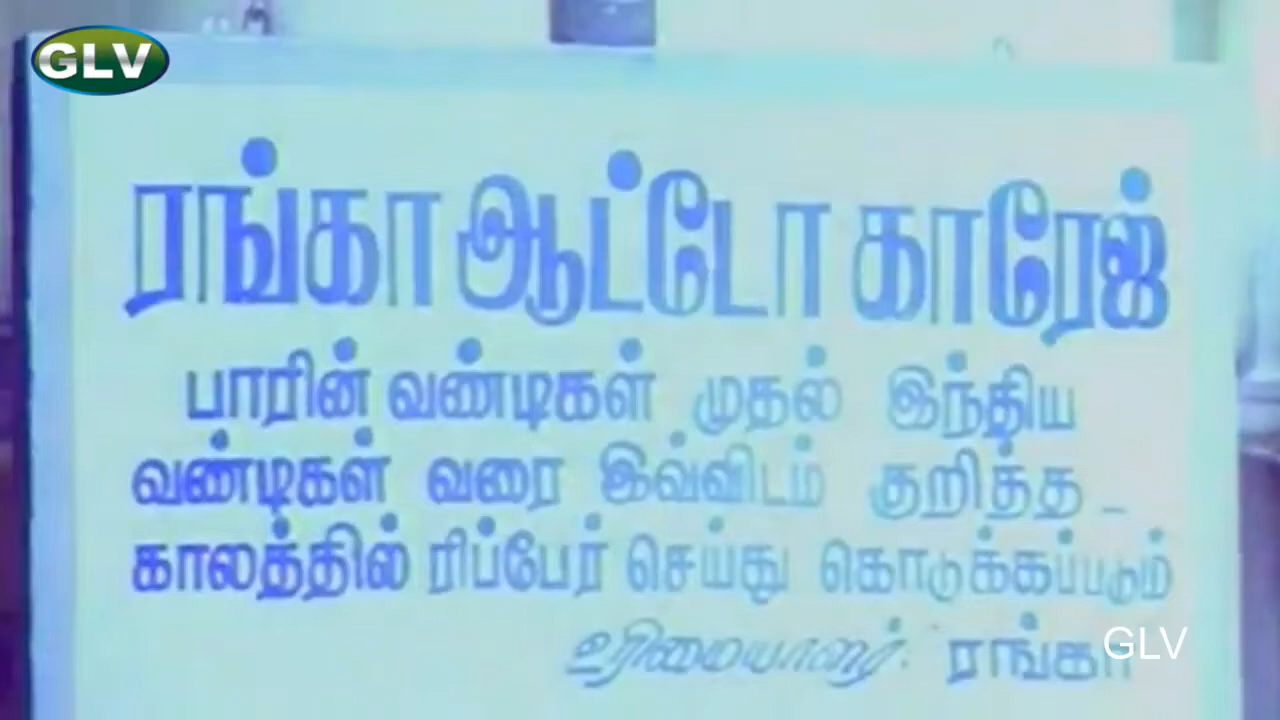 GLV
ரங்கா ஆட்டோ காரேஜ்
பாரின் வண்டிகள் முதல் இந்திய
வண்டிகள் வரை இவ்விடம் குறித்த -
காலத்தில் ரிப்பேர் செய்து கொடுக்கப்படும்
உரிமையாளர்: ரங்கா
GLV